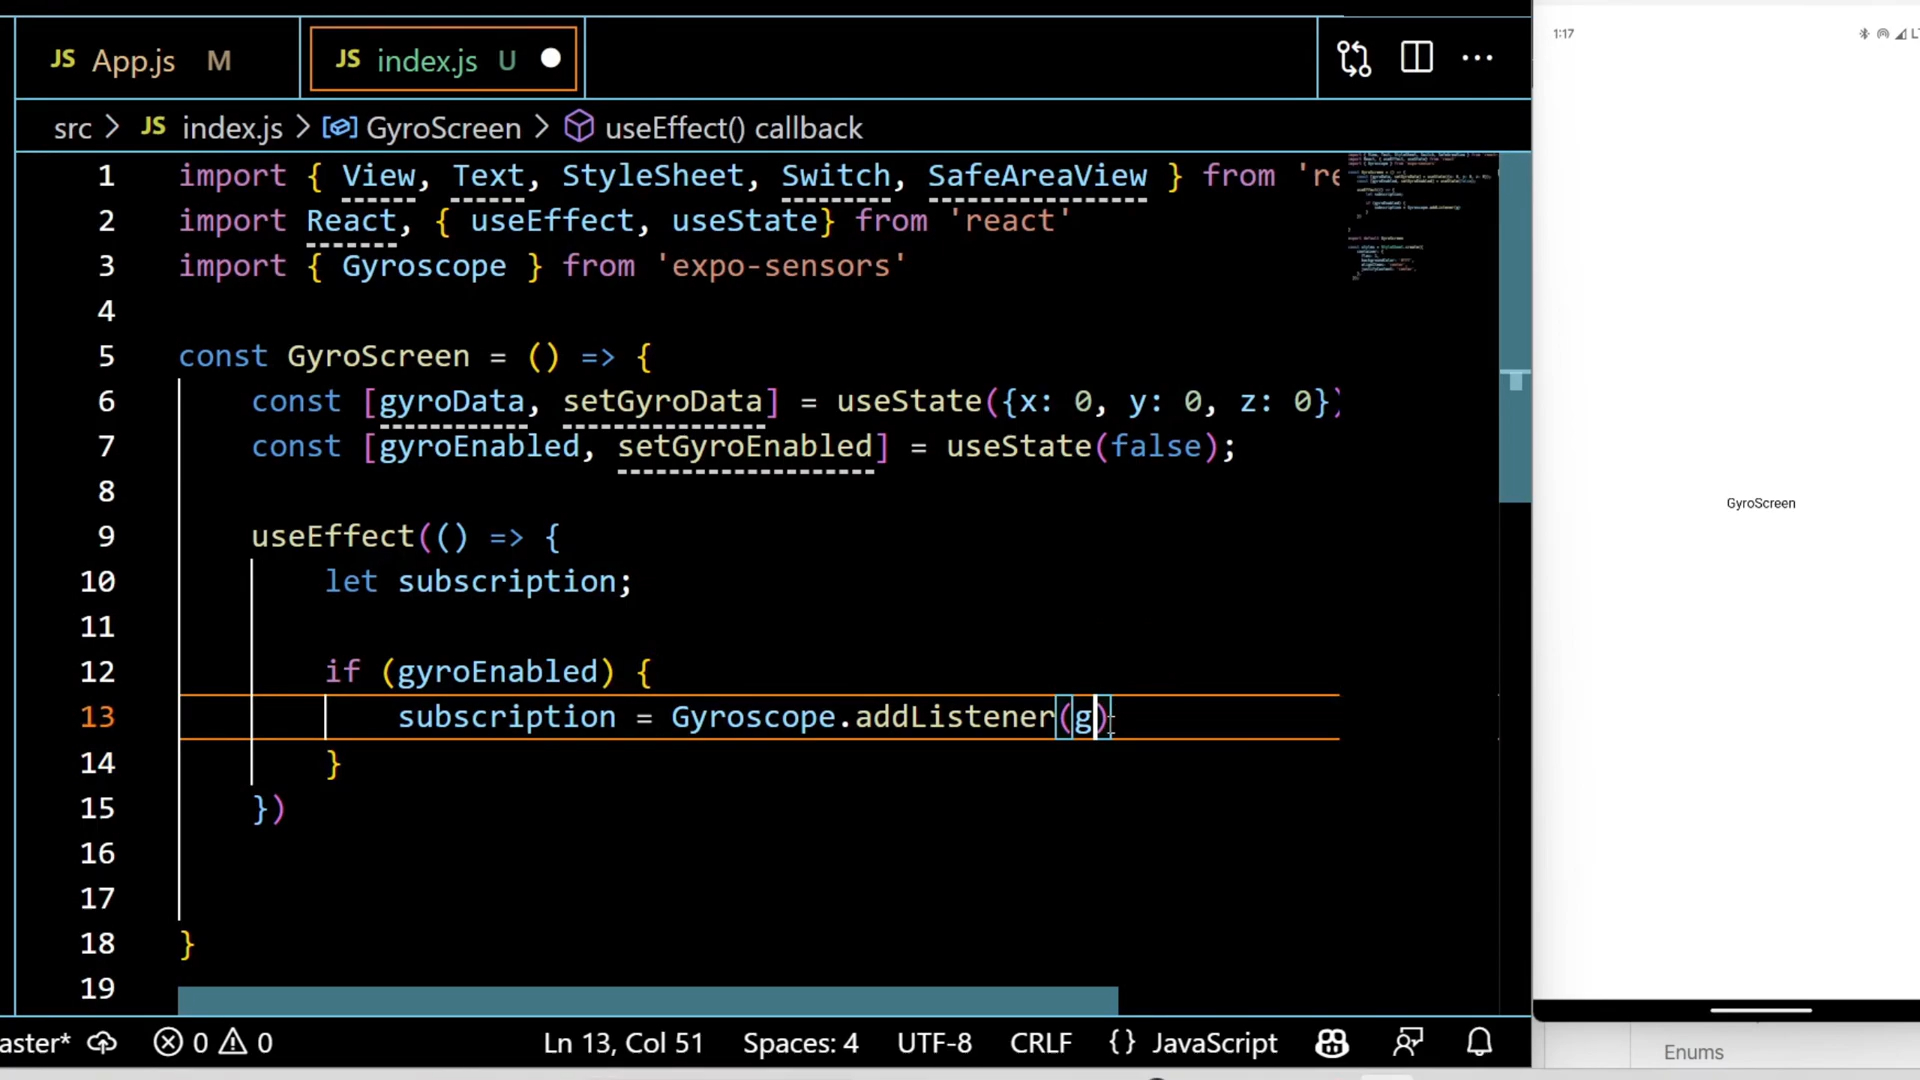 JS App.js M
JS index.js U
src > JS index.js > GyroScreen > useEffect() callback
1 import { View, Text, StyleSheet, Switch, SafeAreaView } from 're
2 import React, { useEffect, useState} from 'react'
3 import { Gyroscope } from 'expo-sensors'
4
5 const GyroScreen = () => {
6 const [gyroData, setGyroData] = useState({x: 0, y: 0, z: 0})
7 const [gyroEnabled, setGyroEnabled] = useState(false);
8
9 useEffect(() => {
10 let subscription;
11
12 if (gyroEnabled) {
13 subscription = Gyroscope.addListener(g)
14 }
15 })
16
17
18 }
19
aster* 0 0 Ln 13, Col 51 Spaces: 4 UTF-8 CRLF {} JavaScript
1:17
GyroScreen
Enums